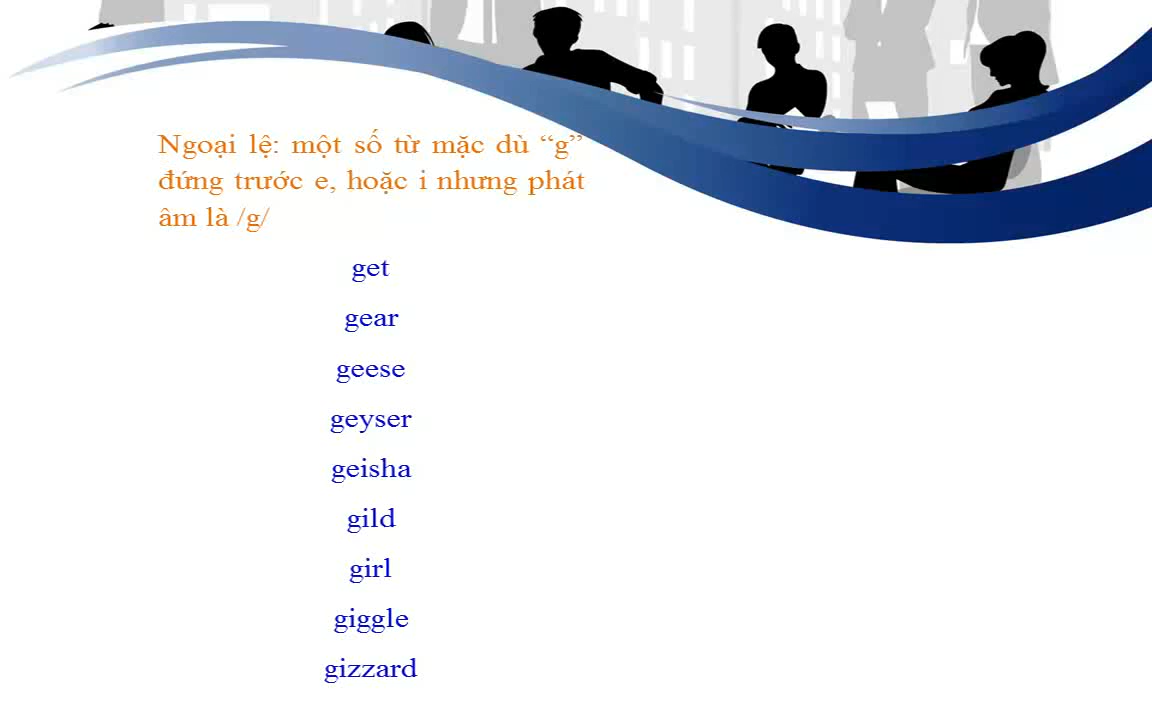 Ngoại lệ: một số từ mặc dù “g”
đứng trước e, hoặc i nhưng phát
âm là /g/
get
gear
geese
geyser
geisha
gild
girl
giggle
gizzard